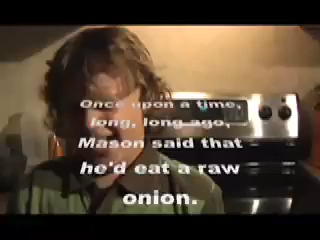 Once upon a time,
long, long ago,
Mason said that
he'd eat a raw
onion.